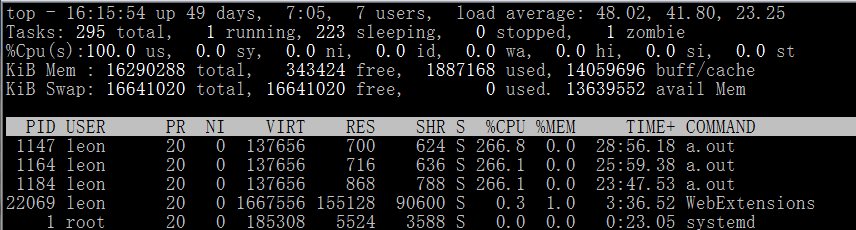 top - 16:15:54 up 49 days,  7:05,  7 users,  load average: 48.02, 41.80, 23.25
Tasks: 295 total,   1 running, 223 sleeping,   0 stopped,   1 zombie
%Cpu(s):100.0 us,  0.0 sy,  0.0 ni,  0.0 id,  0.0 wa,  0.0 hi,  0.0 si,  0.0 st
KiB Mem : 16290288 total,   343424 free,  1887168 used, 14059696 buff/cache
KiB Swap: 16641020 total, 16641020 free,        0 used. 13639552 avail Mem
  PID USER      PR  NI    VIRT    RES    SHR S  %CPU %MEM     TIME+ COMMAND
 1147 leon      20   0  137656    700    624 S 266.8  0.0  28:56.18 a.out
 1164 leon      20   0  137656    716    636 S 266.1  0.0  25:59.38 a.out
 1184 leon      20   0  137656    868    788 S 266.1  0.0  23:47.53 a.out
22069 leon      20   0 1667556 155128  90600 S   0.3  1.0   3:36.52 WebExtensions
    1 root      20   0  185308   5524   3588 S   0.0  0.0   0:23.05 systemd